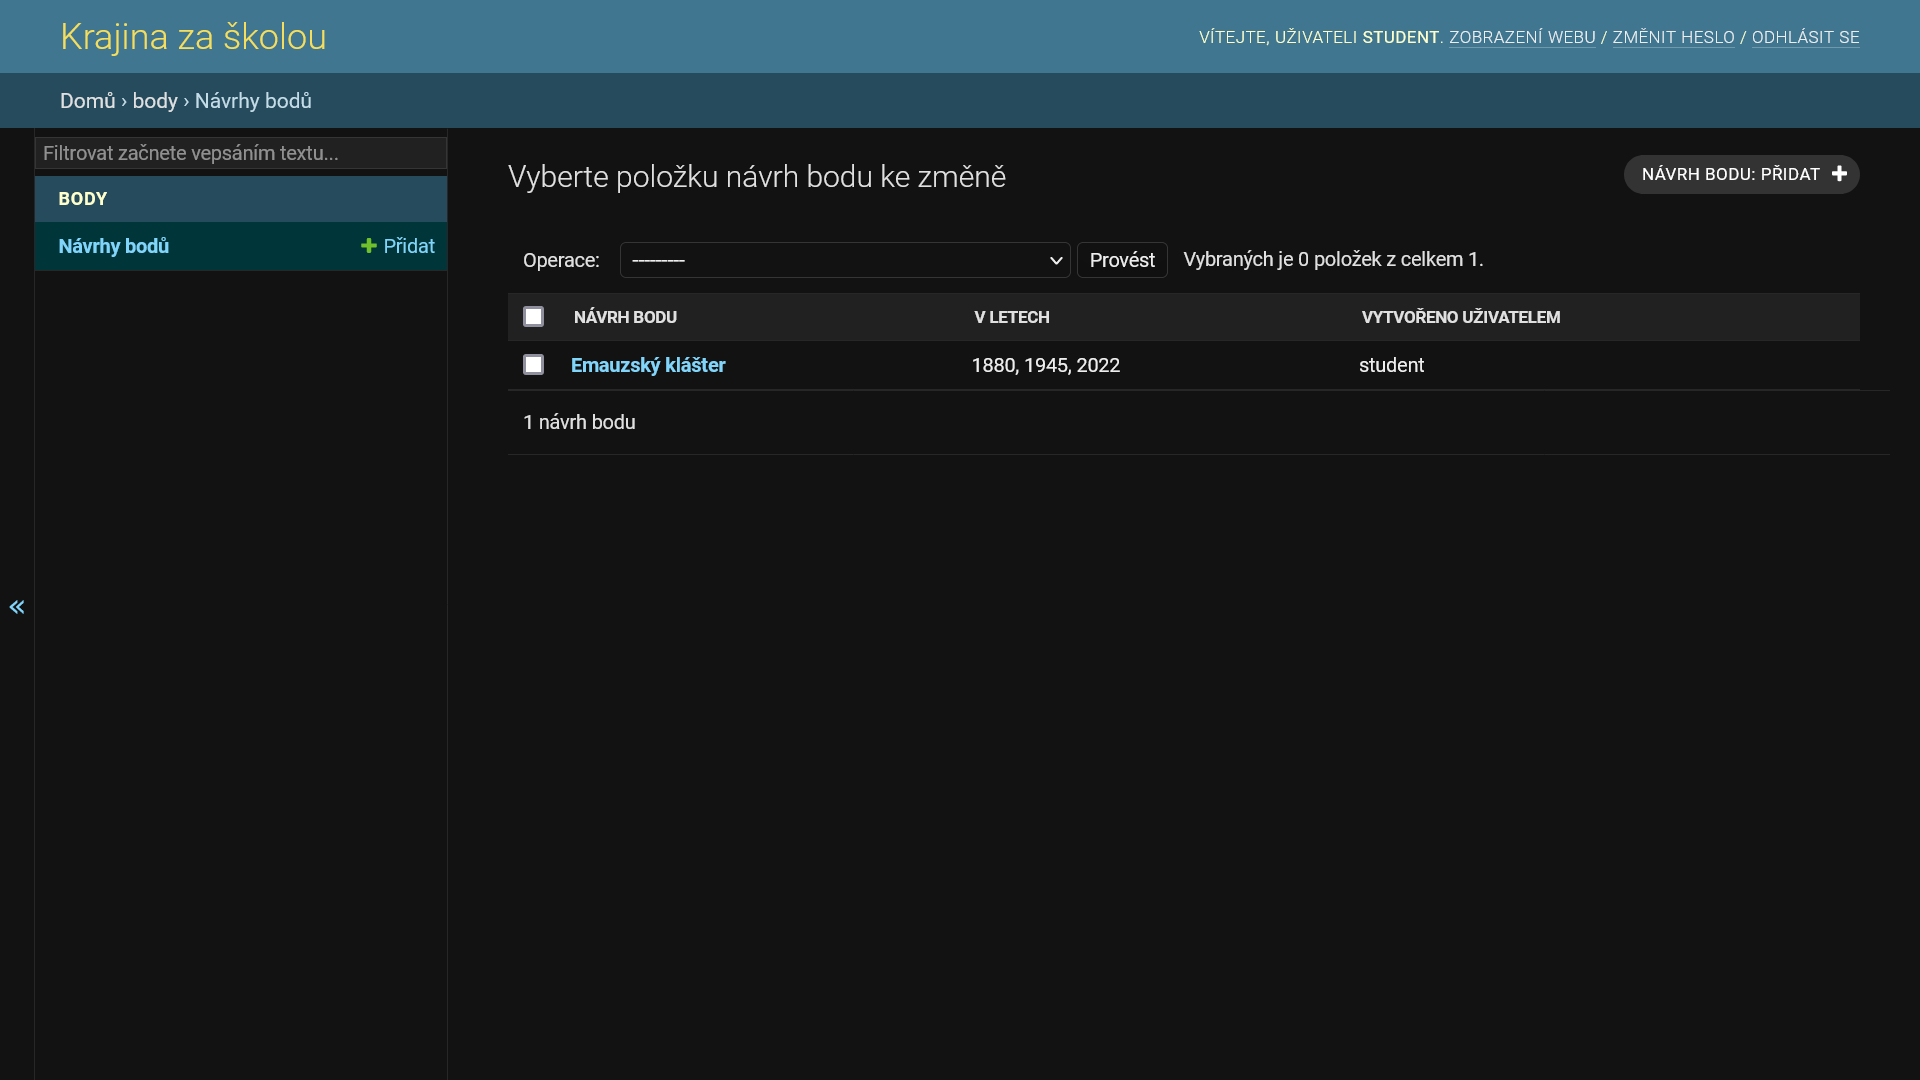 Krajina za školou
VÍTEJTE, UŽIVATELI STUDENT. ZOBRAZENÍ WEBU / ZMĚNIT HESLO / ODHLÁSIT SE
Domů › body › Návrhy bodů
Filtrovat začnete vepsáním textu...
BODY
Návrhy bodů Přidat
«
Vyberte položku návrh bodu ke změně
NÁVRH BODU: PŘIDAT
Operace: --------- Provést Vybraných je 0 položek z celkem 1.
NÁVRH BODU V LETECH VYTVOŘENO UŽIVATELEM
Emauzský klášter 1880, 1945, 2022 student
1 návrh bodu